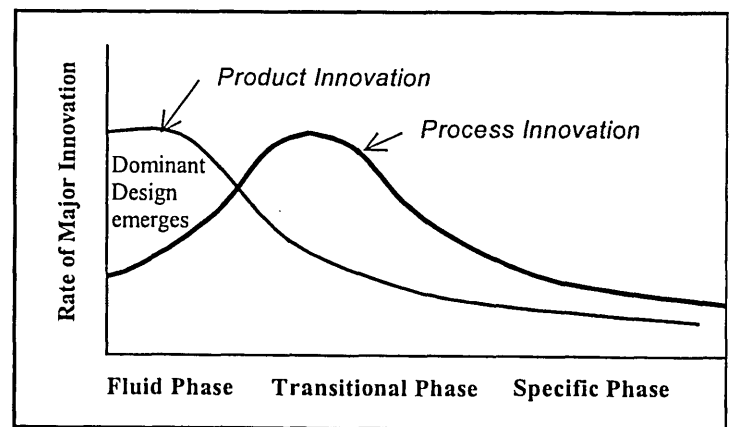 Product Innovation
Process Innovation
Dominant
Design
emerges
Rate of Major Innovation
Fluid Phase Transitional Phase Specific Phase